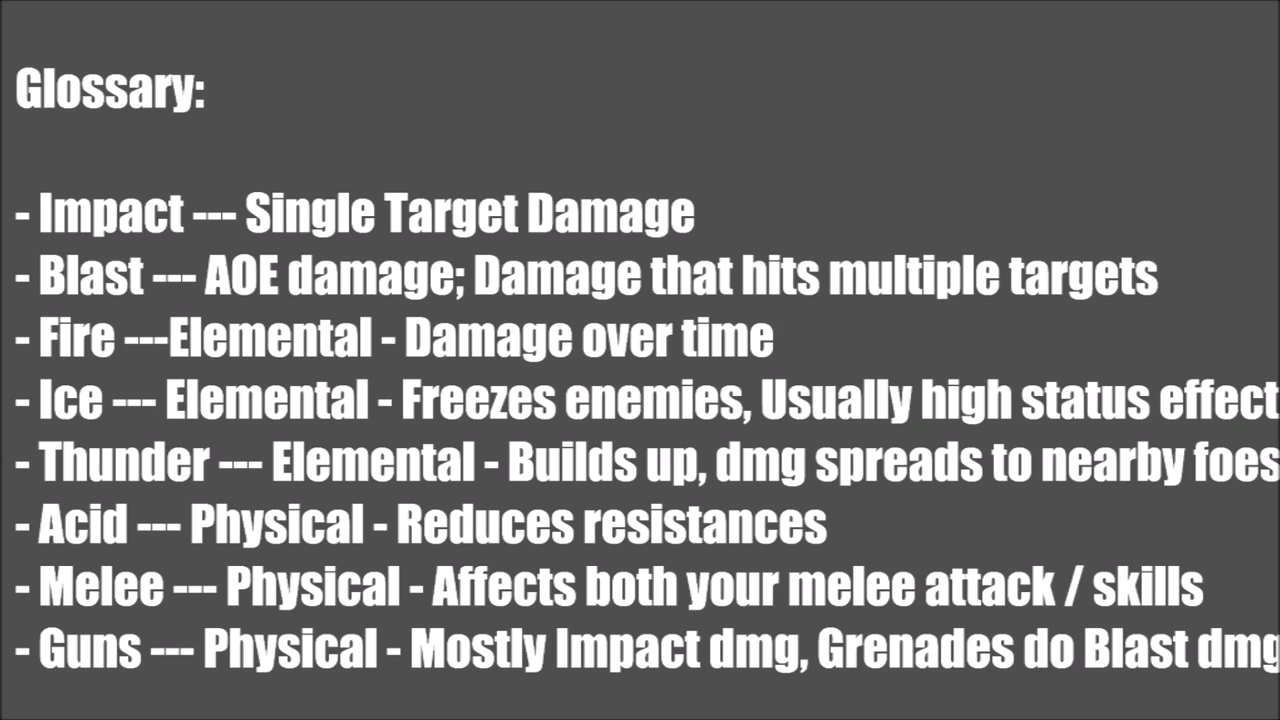 Glossary:
- Impact --- Single Target Damage
- Blast --- AOE damage; Damage that hits multiple targets
- Fire ---Elemental - Damage over time
- Ice --- Elemental - Freezes enemies, Usually high status effect
- Thunder --- Elemental - Builds up, dmg spreads to nearby foes
- Acid --- Physical - Reduces resistances
- Melee --- Physical - Affects both your melee attack / skills
- Guns --- Physical - Mostly Impact dmg, Grenades do Blast dmg